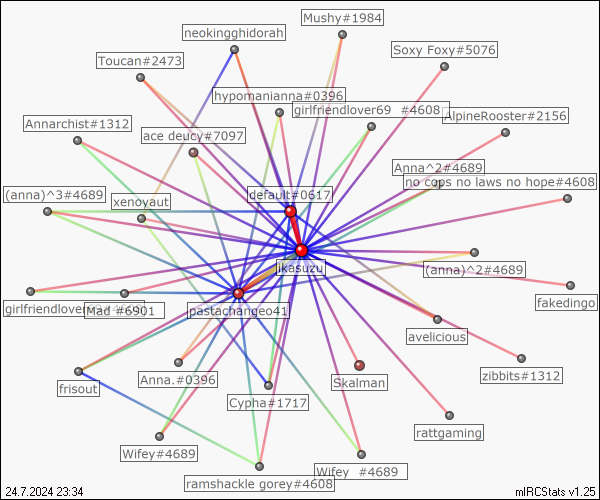 Mushy#1984
neokingghidorah
Soxy Foxy#5076
Toucan#2473
hypomanianna#0396
girlfriendlover69 #4608
AlpineRooster#2156
Annarchist#1312
ace deucy#7097
Anna^2#4689
no cops no laws no hope#4608
(anna)^3#4689
default#0617
xenoyaut
ikasuzu
(anna)^2#4689
fakedingo
girlfriendlover
Mad #6901
pastachangeo41
avelicious
zibbits#1312
Anna.#0396
Skalman
frisout
Cypha#1717
rattgaming
Wifey#4689
Wifey #4689
ramshackle gorey#4608
24.7.2024 23:34
mIRCStats v1.25